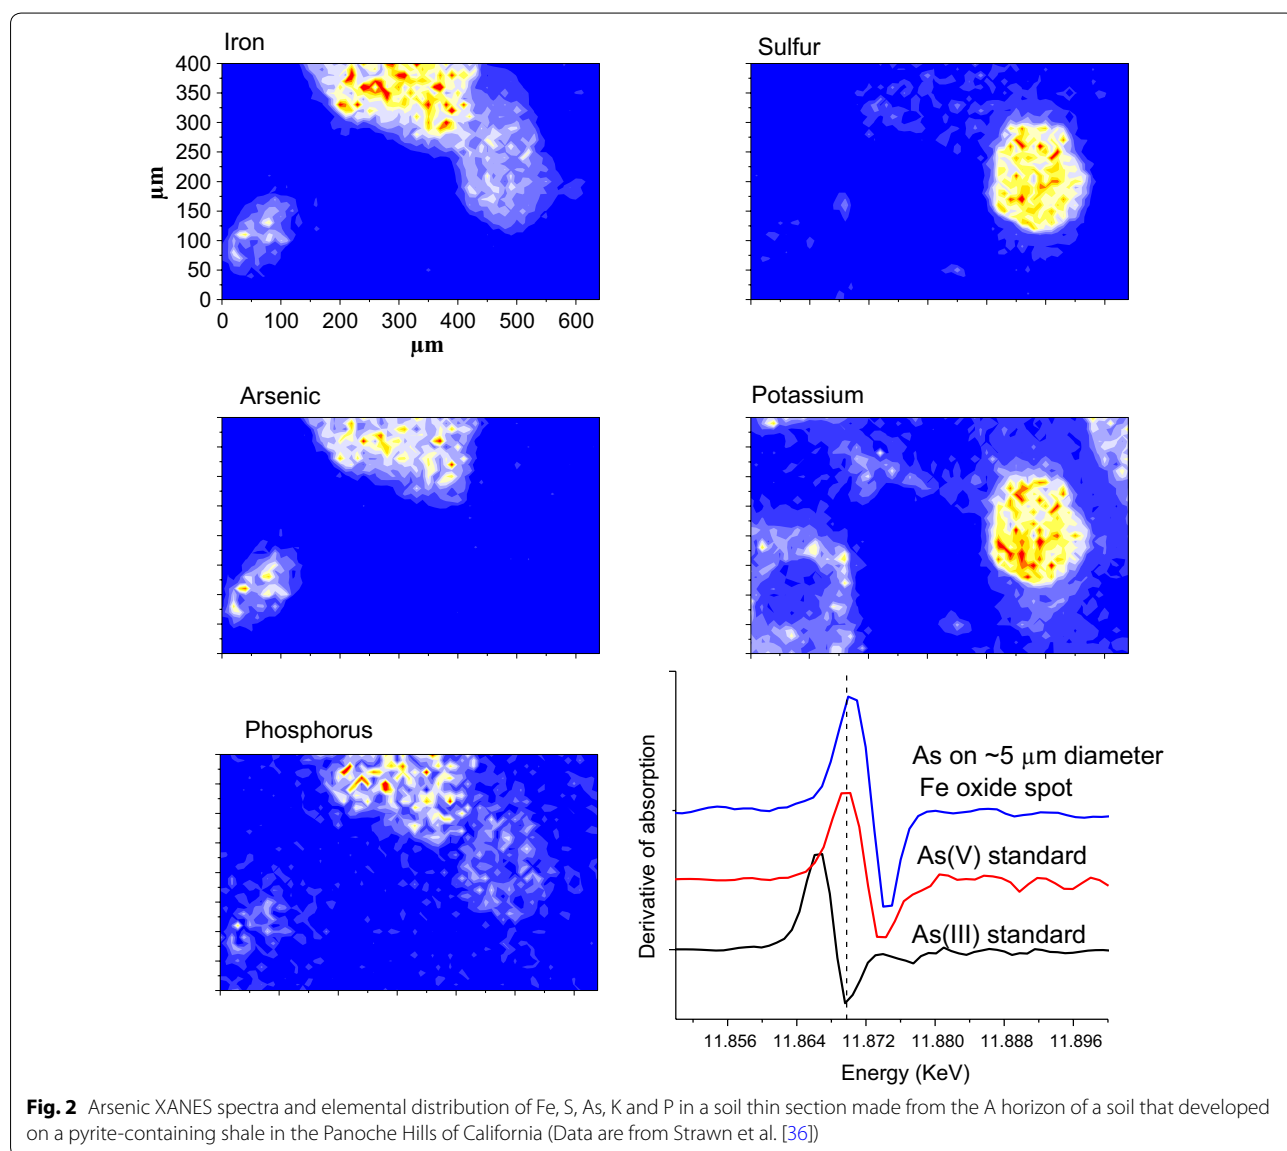 Iron
400
350
300
250
200
150
100
50
0
µm
0 100 200 300 400 500 600
µm
Sulfur
Arsenic
Potassium
Phosphorus
Derivative of absorption
As on ~5 µm diameter
Fe oxide spot
As(V) standard
As(III) standard
11.856 11.864 11.872 11.880 11.888 11.896
Energy (KeV)
Fig. 2 Arsenic XANES spectra and elemental distribution of Fe, S, As, K and P in a soil thin section made from the A horizon of a soil that developed
on a pyrite-containing shale in the Panoche Hills of California (Data are from Strawn et al. [36])